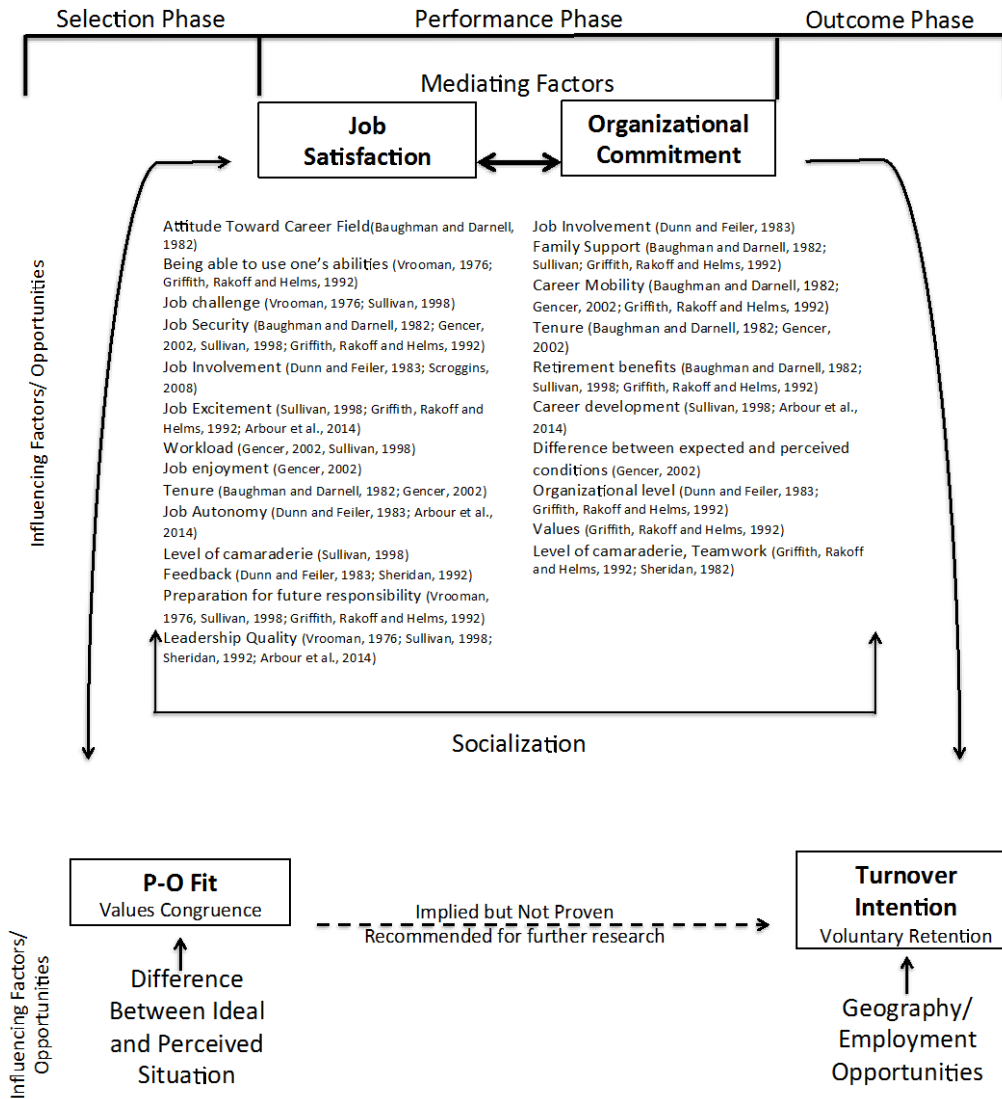 Selection Phase
Performance Phase
Outcome Phase
Mediating Factors
Job
Satisfaction
Organizational
Commitment
Influencing Factors/ Opportunities
Attitude Toward Career Field(Baughman and Darnell,
1982)
Being able to use one's abilities (Vrooman, 1976;
Griffith, Rakoff and Helms, 1992)
Job challenge (Vrooman, 1976; Sullivan, 1998)
Job Security (Baughman and Darnell, 1982; Gencer,
2002, Sullivan, 1998; Griffith, Rakoff and Helms, 1992)
Job Involvement (Dunn and Feiler, 1983; Scroggins,
2008)
Job Excitement (Sullivan, 1998; Griffith, Rakoff and
Helms, 1992; Arbour et al., 2014)
Workload (Gencer, 2002, Sullivan, 1998)
Job enjoyment (Gencer, 2002)
Tenure (Baughman and Darnell, 1982; Gencer, 2002)
Job Autonomy (Dunn and Feiler, 1983; Arbour et al.,
2014)
Level of camaraderie (Sullivan, 1998)
Feedback (Dunn and Feiler, 1983; Sheridan, 1992)
Preparation for future responsibility (Vrooman,
1976, Sullivan, 1998; Griffith, Rakoff and Helms, 1992)
Leadership Quality (Vrooman, 1976; Sullivan, 1998;
Sheridan, 1992; Arbour et al., 2014)
Job Involvement (Dunn and Feiler, 1983)
Family Support (Baughman and Darnell, 1982;
Sullivan; Griffith, Rakoff and Helms, 1992)
Career Mobility (Baughman and Darnell, 1982;
Gencer, 2002; Griffith, Rakoff and Helms, 1992)
Tenure (Baughman and Darnell, 1982; Gencer,
2002)
Retirement benefits (Baughman and Darnell, 1982;
Sullivan, 1998; Griffith, Rakoff and Helms, 1992)
Career development (Sullivan, 1998; Arbour et al.,
2014)
Difference between expected and perceived
conditions (Gencer, 2002)
Organizational level (Dunn and Feiler, 1983;
Griffith, Rakoff and Helms, 1992)
Values (Griffith, Rakoff and Helms, 1992)
Level of camaraderie, Teamwork (Griffith, Rakoff
and Helms, 1992; Sheridan, 1982)
Socialization
Influencing Factors/
Opportunities
P-O Fit
Values Congruence
Implied but Not Proven
Recommended for further research
Turnover
Intention
Voluntary Retention
Difference
Between Ideal
and Perceived
Situation
Geography/
Employment
Opportunities